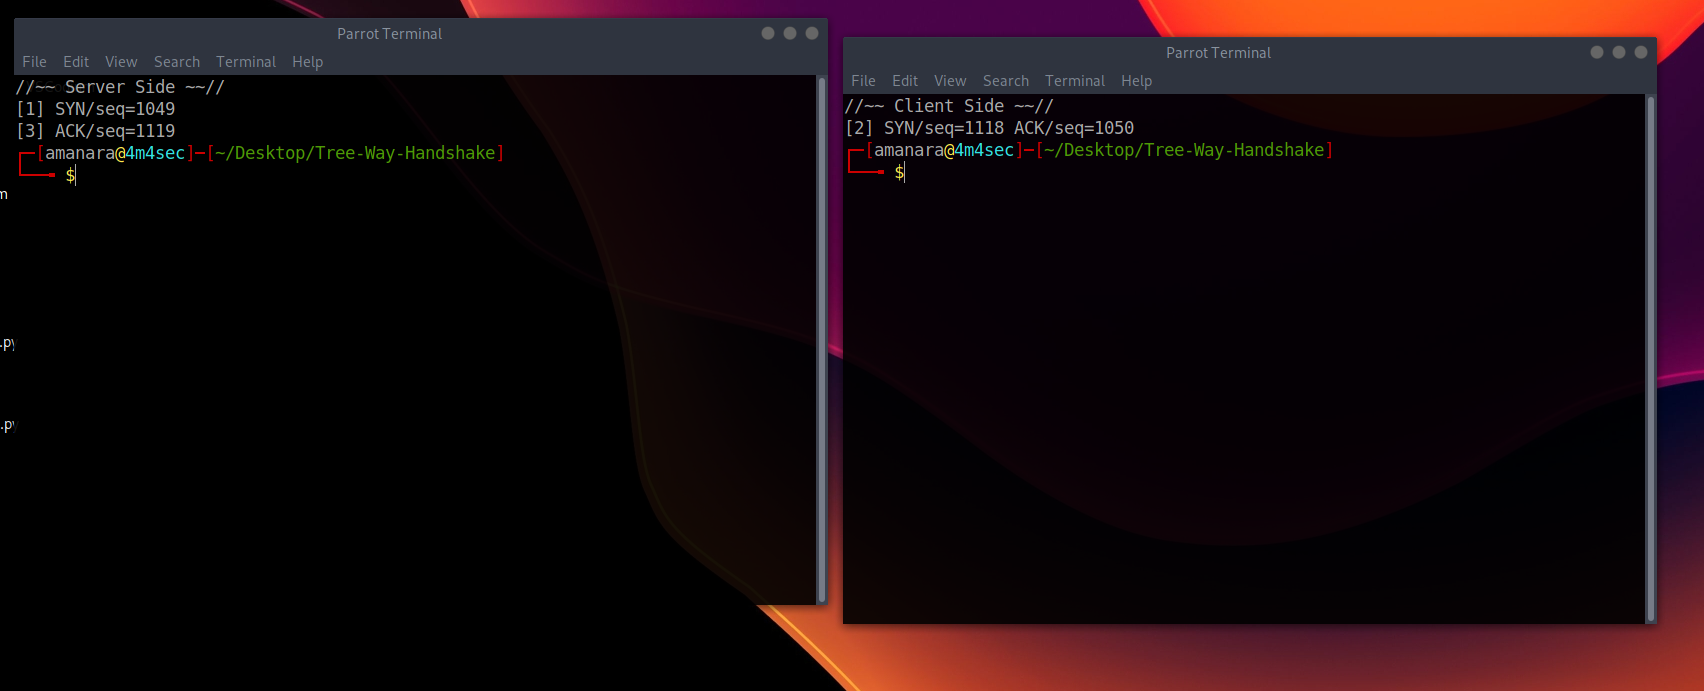 Parrot Terminal
File Edit View Search Terminal Help
//~~ Server Side ~~//
[1] SYN/seq=1049
[3] ACK/seq=1119
[amanara@4m4sec]-[~/Desktop/Tree-Way-Handshake]
$
m
.py
.py
Parrot Terminal
File Edit View Search Terminal Help
//~~ Client Side ~~//
[2] SYN/seq=1118 ACK/seq=1050
[amanara@4m4sec]-[~/Desktop/Tree-Way-Handshake]
$